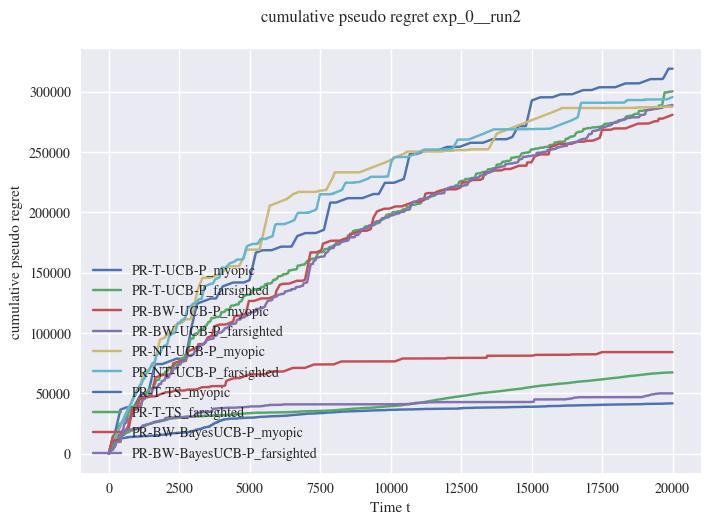 cumulative pseudo regret exp_0__run2
300000
250000
200000
150000
100000
50000
0
cumulative pseudo regret
PR-T-UCB-P_myopic
PR-T-UCB-P_farsighted
PR-BW-UCB-P_myopic
PR-BW-UCB-P_farsighted
PR-NT-UCB-P_myopic
PR-NT-UCB-P_farsighted
PR-T-TS_myopic
PR-T-TS_farsighted
PR-BW-BayesUCB-P_myopic
PR-BW-BayesUCB-P_farsighted
0 2500 5000 7500 10000 12500 15000 17500 20000
Time t